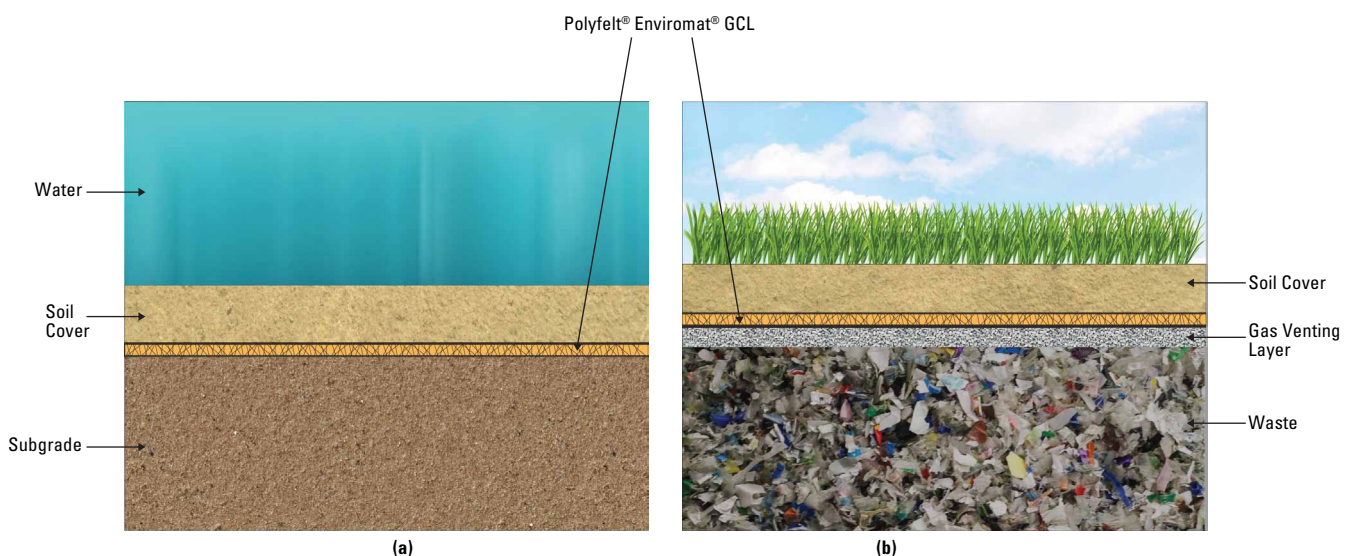 Polyfelt® Enviromat® GCL
Water
Soil
Cover
Subgrade
(a)
Soil Cover
Gas Venting
Layer
Waste
(b)